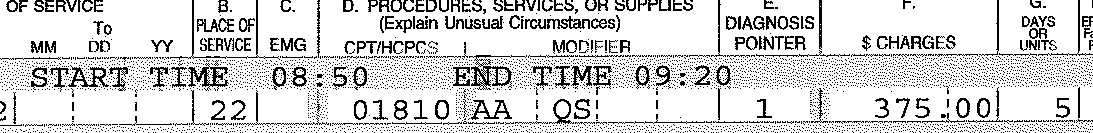 OF SERVICE B. C. D. PROCEDURES, SERVICES, OR SUPPLIES E. F. G.
To PLACE OF (Explain Unusual Circumstances) DIAGNOSIS DAYS
MM DD YY SERVICE EMG CPT/HCPCS MODIFIER POINTER $ CHARGES OR
UNITS
START TIME 08:50 END TIME 09:20
22 01810 AA QS 1 375.00 5